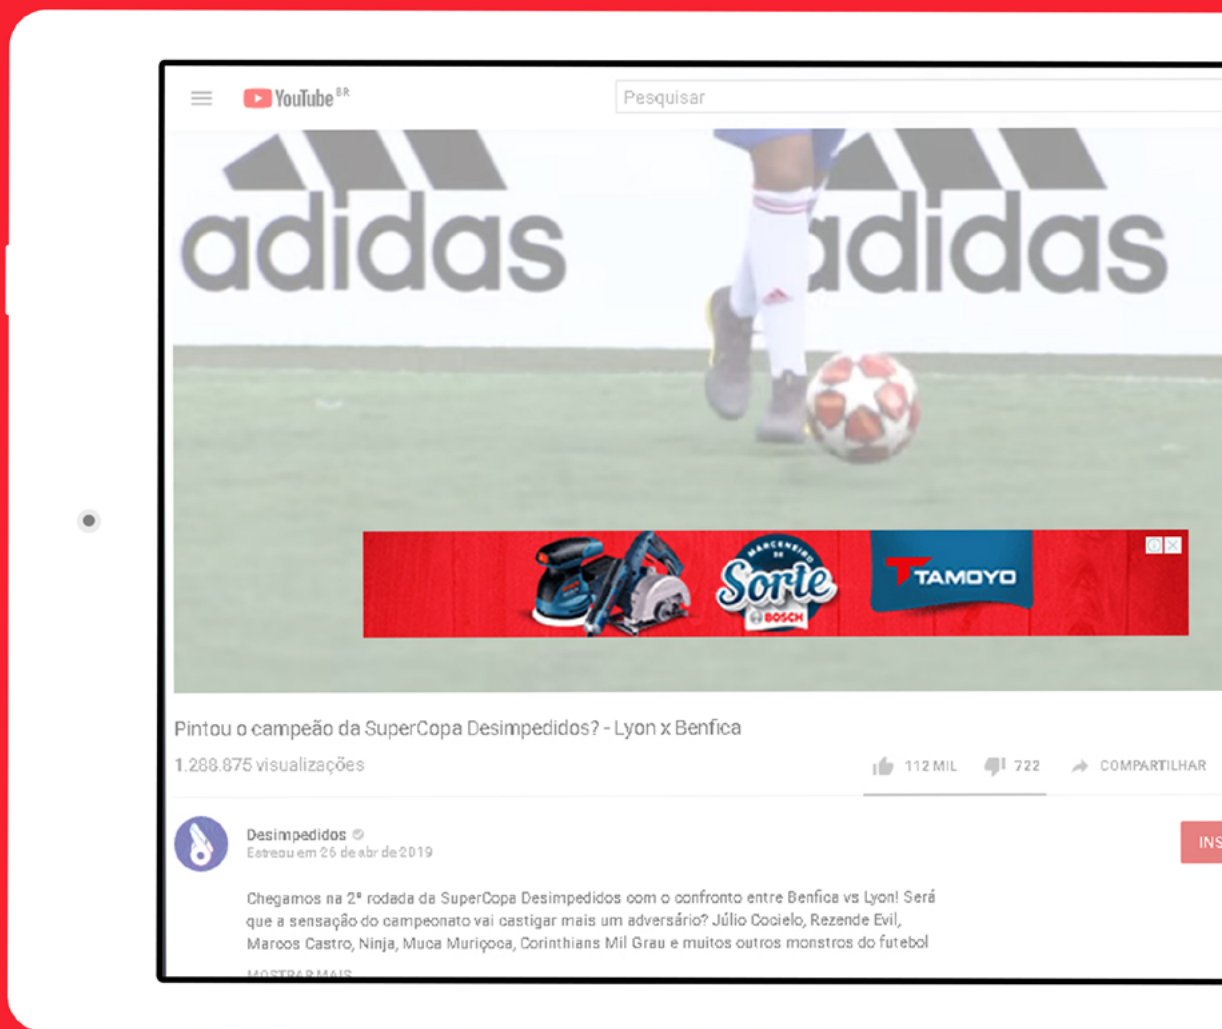 YouTube BR
Pesquisar
adidas adidas
MARCENEIRO
DE
Sorte
BOSCH
TAMOYO
Pintou o campeão da SuperCopa Desimpedidos? - Lyon x Benfica
1.288.875 visualizações
112 MIL 722 COMPARTILHAR
Desimpedidos
Estreou em 26 de abr de 2019
INS
Chegamos na 2ª rodada da SuperCopa Desimpedidos com o confronto entre Benfica vs Lyon! Será
que a sensação do campeonato vai castigar mais um adversário? Júlio Cocielo, Rezende Evil,
Marcos Castro, Ninja, Muca Muriçoca, Corinthians Mil Grau e muitos outros monstros do futebol
MOSTRAR MAIS